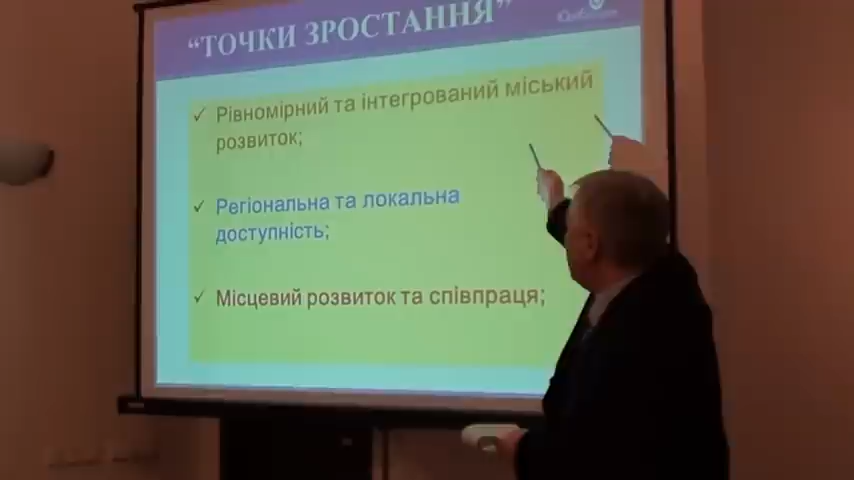 “ТОЧКИ ЗРОСТАННЯ”
✓ Рівномірний та інтегрований міський
розвиток;
✓ Регіональна та локальна
доступність;
✓ Місцевий розвиток та співпраця;